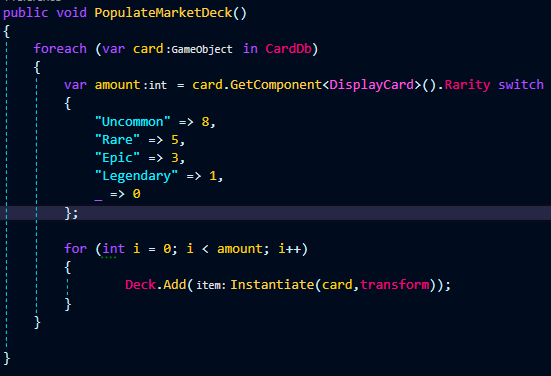 public void PopulateMarketDeck()
{
foreach (var card:GameObject in CardDb)
{
var amount:int = card.GetComponent<DisplayCard>().Rarity switch
{
"Uncommon" => 8,
"Rare" => 5,
"Epic" => 3,
"Legendary" => 1,
_ => 0
};
for (int i = 0; i < amount; i++)
{
Deck.Add(item:Instantiate(card,transform));
}
}
}